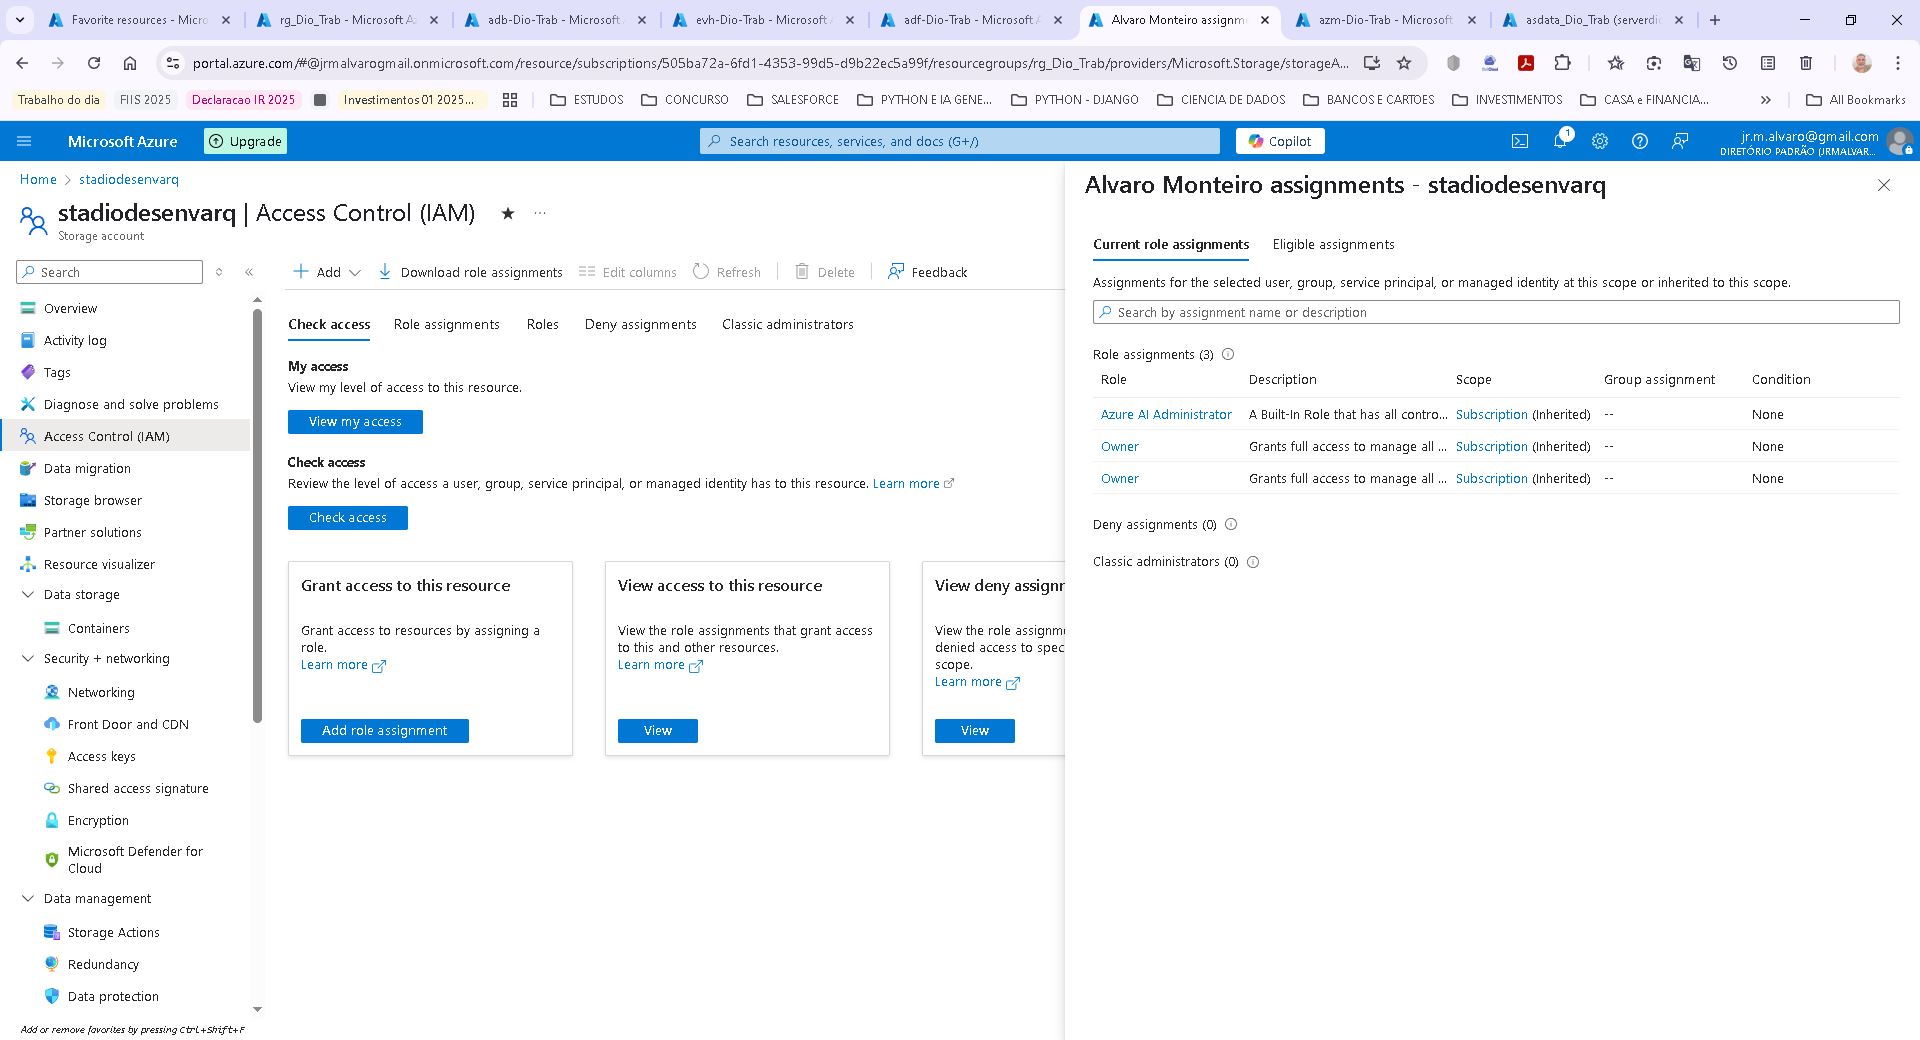 Favorite resources - Micro
rg_Dio_Trab - Microsoft A
adb-Dio-Trab - Microsoft
evh-Dio-Trab - Microsoft
adf-Dio-Trab - Microsoft A
Alvaro Monteiro assignm
azm-Dio-Trab - Microsoft
asdata_Dio_Trab (serverdi
portal.azure.com/#@jrmalvarogmail.onmicrosoft.com/resource/subscriptions/505ba72a-6fd1-4353-99d5-d9b22ec5a99f/resourcegroups/rg_Dio_Trab/providers/Microsoft.Storage/storageA...
Trabalho do dia
FIIS 2025
Declaracao IR 2025
Investimentos 01 2025...
ESTUDOS
CONCURSO
SALESFORCE
PYTHON E IA GENE...
PYTHON - DJANGO
CIENCIA DE DADOS
BANCOS E CARTOES
INVESTIMENTOS
CASA e FINANCIA...
All Bookmarks
Microsoft Azure
Upgrade
Search resources, services, and docs (G+/)
Copilot
1
jr.m.alvaro@gmail.com
DIRETÓRIO PADRÃO (JRMALVAR...
Home > stadiodesenvarq
stadiodesenvarq | Access Control (IAM)
...
Storage account
Search
Overview
Activity log
Tags
Diagnose and solve problems
Access Control (IAM)
Data migration
Storage browser
Partner solutions
Resource visualizer
Data storage
Containers
Security + networking
Networking
Front Door and CDN
Access keys
Shared access signature
Encryption
Microsoft Defender for
Cloud
Data management
Storage Actions
Redundancy
Data protection
Add or remove favorites by pressing Ctrl+Shift+F
Add
Download role assignments
Edit columns
Refresh
Delete
Feedback
Check access
Role assignments
Roles
Deny assignments
Classic administrators
My access
View my level of access to this resource.
View my access
Check access
Review the level of access a user, group, service principal, or managed identity has to this resource. Learn more
Check access
Grant access to this resource
Grant access to resources by assigning a
role.
Learn more
Add role assignment
View access to this resource
View the role assignments that grant access
to this and other resources.
Learn more
View
View deny assignr
View the role assignm
denied access to spec
scope.
Learn more
View
Alvaro Monteiro assignments - stadiodesenvarq
Current role assignments
Eligible assignments
Assignments for the selected user, group, service principal, or managed identity at this scope or inherited to this scope.
Search by assignment name or description
Role assignments (3)
Role Description Scope Group assignment Condition
Azure AI Administrator A Built-In Role that has all contro... Subscription (Inherited) -- None
Owner Grants full access to manage all ... Subscription (Inherited) -- None
Owner Grants full access to manage all ... Subscription (Inherited) -- None
Deny assignments (0)
Classic administrators (0)